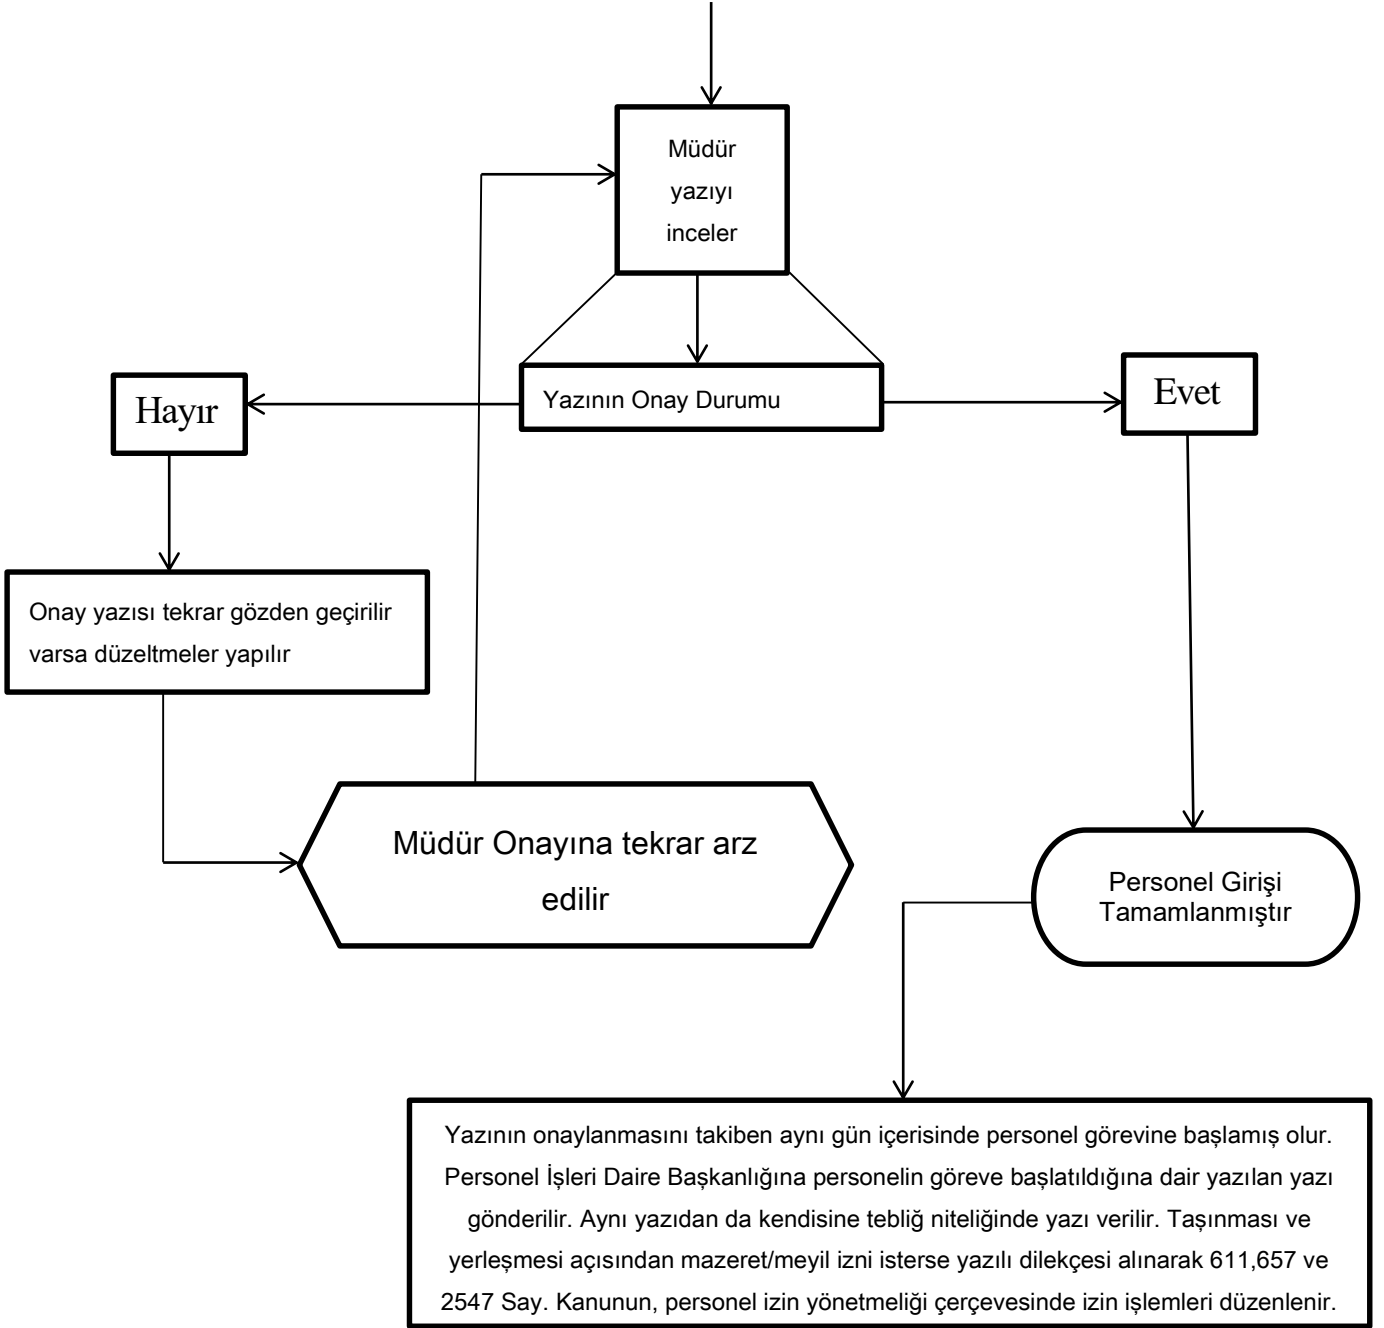 Müdür
yazıyı
inceler
Yazının Onay Durumu
Hayır
Evet
Onay yazısı tekrar gözden geçirilir
varsa düzeltmeler yapılır
Müdür Onayına tekrar arz
edilir
Personel Girişi
Tamamlanmıştır
Yazının onaylanmasını takiben aynı gün içerisinde personel görevine başlamış olur.
Personel İşleri Daire Başkanlığına personelin göreve başlatıldığına dair yazılan yazı
gönderilir. Aynı yazıdan da kendisine tebliğ niteliğinde yazı verilir. Taşınması ve
yerleşmesi açısından mazeret/meyil izni isterse yazılı dilekçesi alınarak 611,657 ve
2547 Say. Kanunun, personel izin yönetmeliği çerçevesinde izin işlemleri düzenlenir.